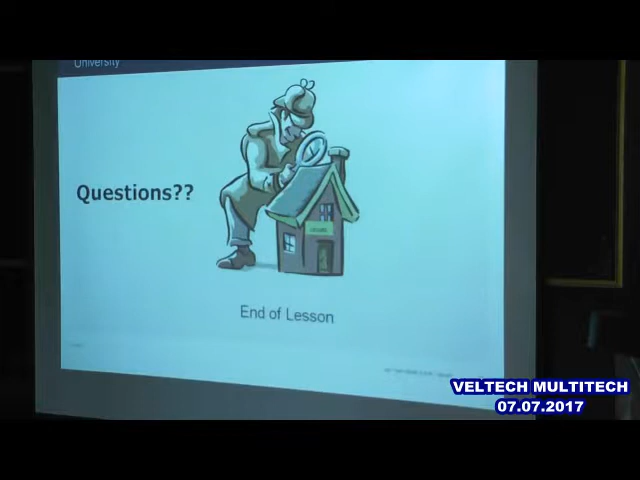 University
Questions??
End of Lesson
VELTECH MULTITECH
07.07.2017